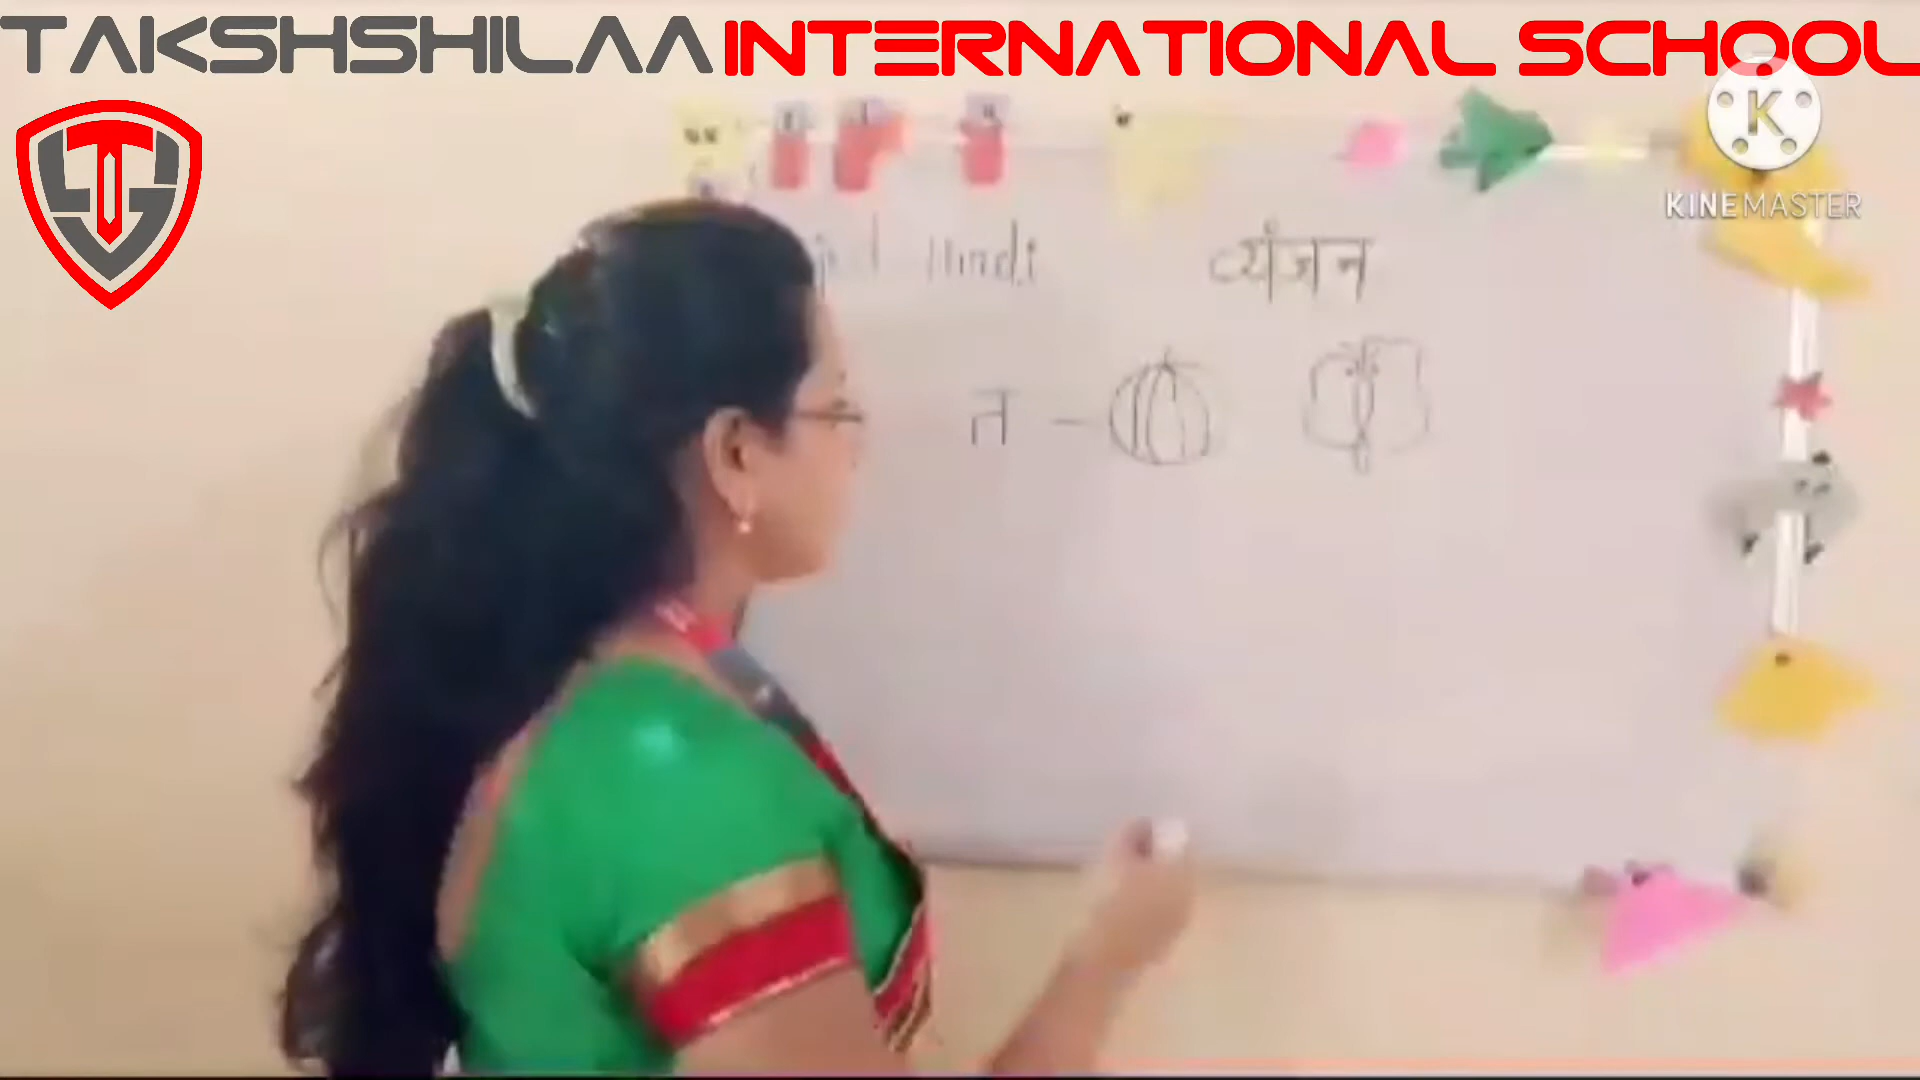 TAKSHSHILAA INTERNATIONAL SCHOOL
K
KINEMASTER
Hindi व्यंजन
त -